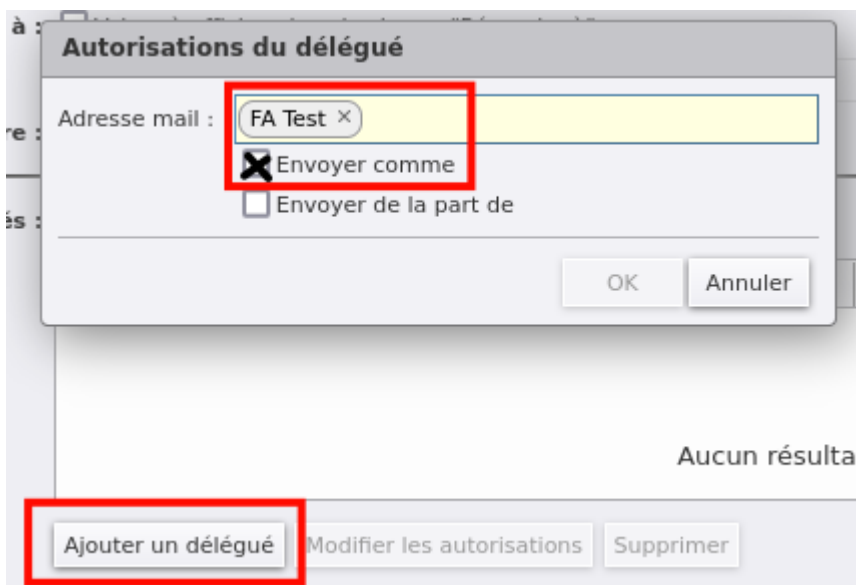 à :
Autorisations du délégué
Adresse mail : FA Test ×
re :
Envoyer comme
Envoyer de la part de
és :
OK Annuler
Aucun résulta
Ajouter un délégué Modifier les autorisations Supprimer